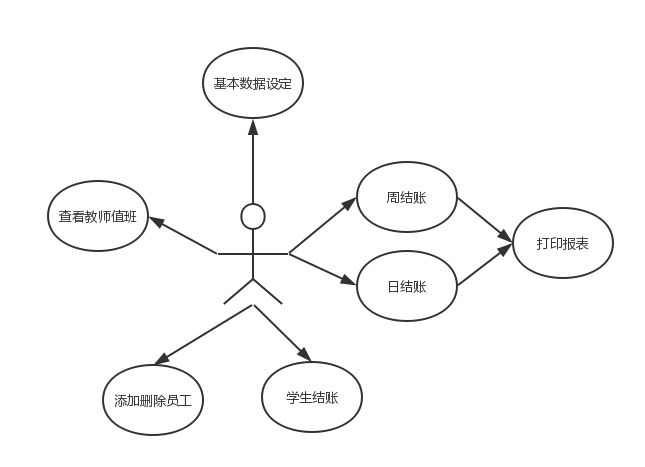 基本数据设定
查看教师值班
周结账
打印报表
日结账
添加删除员工
学生结账